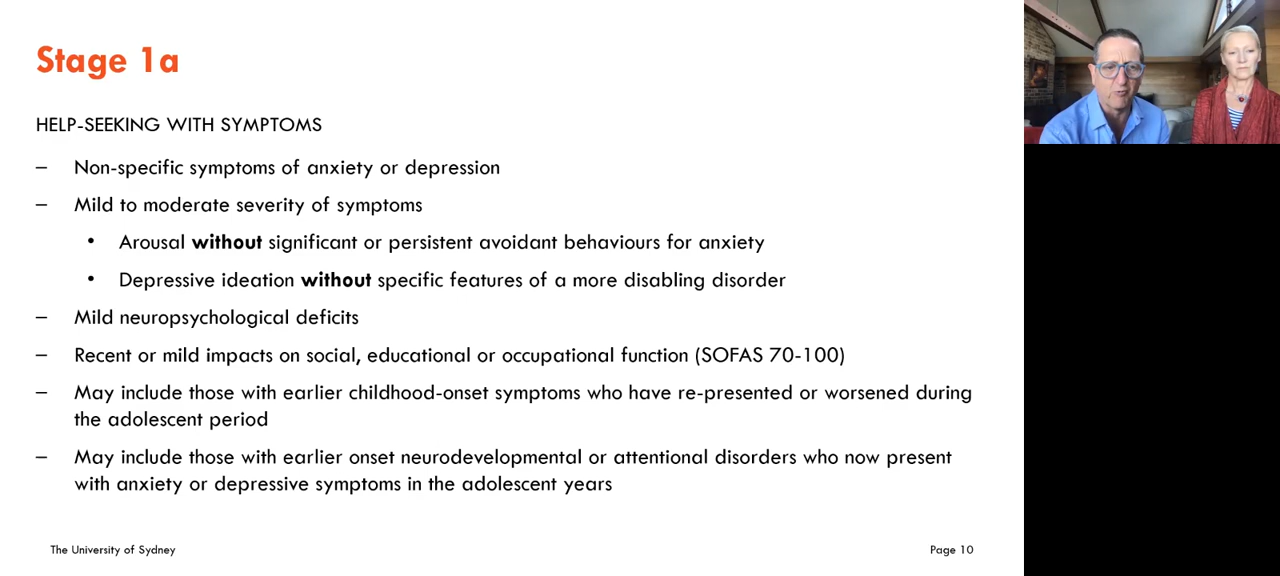 Stage 1a
HELP-SEEKING WITH SYMPTOMS
– Non-specific symptoms of anxiety or depression
– Mild to moderate severity of symptoms
• Arousal without significant or persistent avoidant behaviours for anxiety
• Depressive ideation without specific features of a more disabling disorder
– Mild neuropsychological deficits
– Recent or mild impacts on social, educational or occupational function (SOFAS 70-100)
– May include those with earlier childhood-onset symptoms who have re-presented or worsened during
the adolescent period
– May include those with earlier onset neurodevelopmental or attentional disorders who now present
with anxiety or depressive symptoms in the adolescent years
The University of Sydney
Page 10